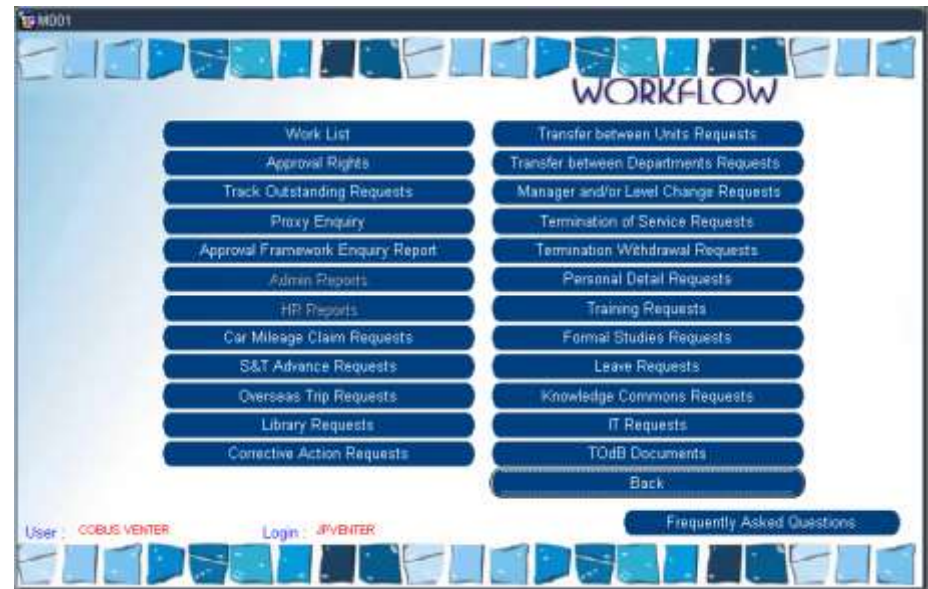 M001
WORKFLOW
Work List
Approval Rights
Track Outstanding Requests
Proxy Enquiry
Approval Framework Enquiry Report
Admin Reports
HR Reports
Car Mileage Claim Requests
S&T Advance Requests
Overseas Trip Requests
Library Requests
Corrective Action Requests
Transfer between Units Requests
Transfer between Departments Requests
Manager and/or Level Change Requests
Termination of Service Requests
Termination Withdrawal Requests
Personal Detail Requests
Training Requests
Formal Studies Requests
Leave Requests
Knowledge Commons Requests
IT Requests
TOdB Documents
Back
Frequently Asked Questions
User : COBUS VENTER Login : JPVENTER